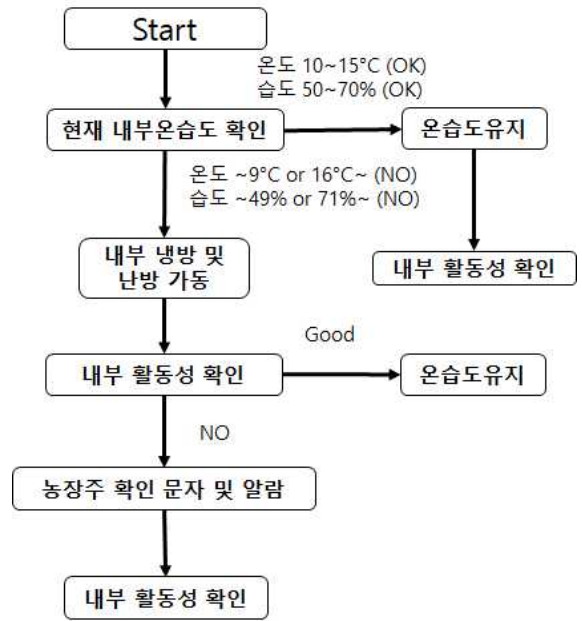 Start
온도 10~15°C (OK)
습도 50~70% (OK)
현재 내부온습도 확인
온습도유지
온도 ~9°C or 16°C~ (NO)
습도 ~49% or 71%~ (NO)
내부 냉방 및
난방 가동
내부 활동성 확인
Good
내부 활동성 확인
온습도유지
NO
농장주 확인 문자 및 알람
내부 활동성 확인